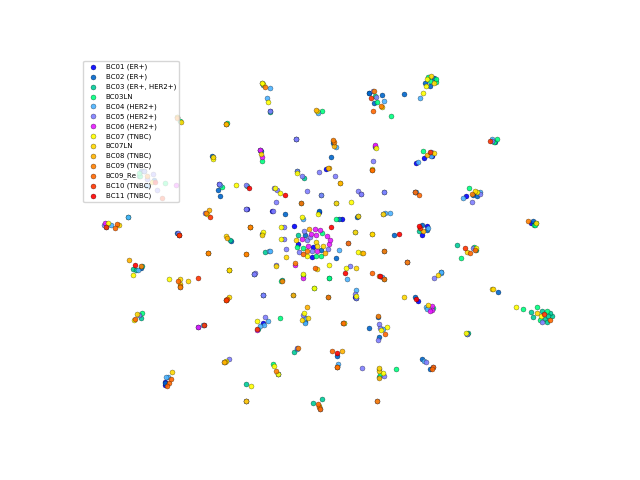 BC01 (ER+)
BC02 (ER+)
BC03 (ER+, HER2+)
BC03LN
BC04 (HER2+)
BC05 (HER2+)
BC06 (HER2+)
BC07 (TNBC)
BC07LN
BC08 (TNBC)
BC09 (TNBC)
BC09_Re
BC10 (TNBC)
BC11 (TNBC)